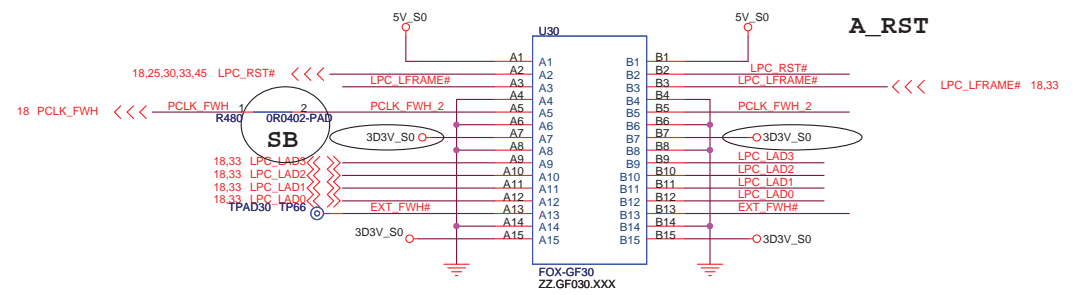 5V_S0
5V_S0
A_RST
U30
A1 A1 B1 B1
18,25,30,33,45 LPC_RST# A2 A2 B2 B2 LPC_RST#
LPC_LFRAME# A3 A3 B3 B3 LPC_LFRAME# LPC_LFRAME# 18,33
A4 A4 B4 B4
18 PCLK_FWH PCLK_FWH 1 2 PCLK_FWH_2 A5 A5 B5 B5 PCLK_FWH_2
R480 0R0402-PAD A6 A6 B6 B6
SB 3D3V_S0 A7 A7 B7 B7 3D3V_S0
A8 A8 B8 B8
18,33 LPC_LAD3 A9 A9 B9 B9 LPC_LAD3
18,33 LPC_LAD2 A10 A10 B10 B10 LPC_LAD2
18,33 LPC_LAD1 A11 A11 B11 B11 LPC_LAD1
18,33 LPC_LAD0 A12 A12 B12 B12 LPC_LAD0
TPAD30 TP66 EXT_FWH# A13 A13 B13 B13 EXT_FWH#
A14 A14 B14 B14
3D3V_S0 A15 A15 B15 B15 3D3V_S0
FOX-GF30
ZZ.GF030.XXX